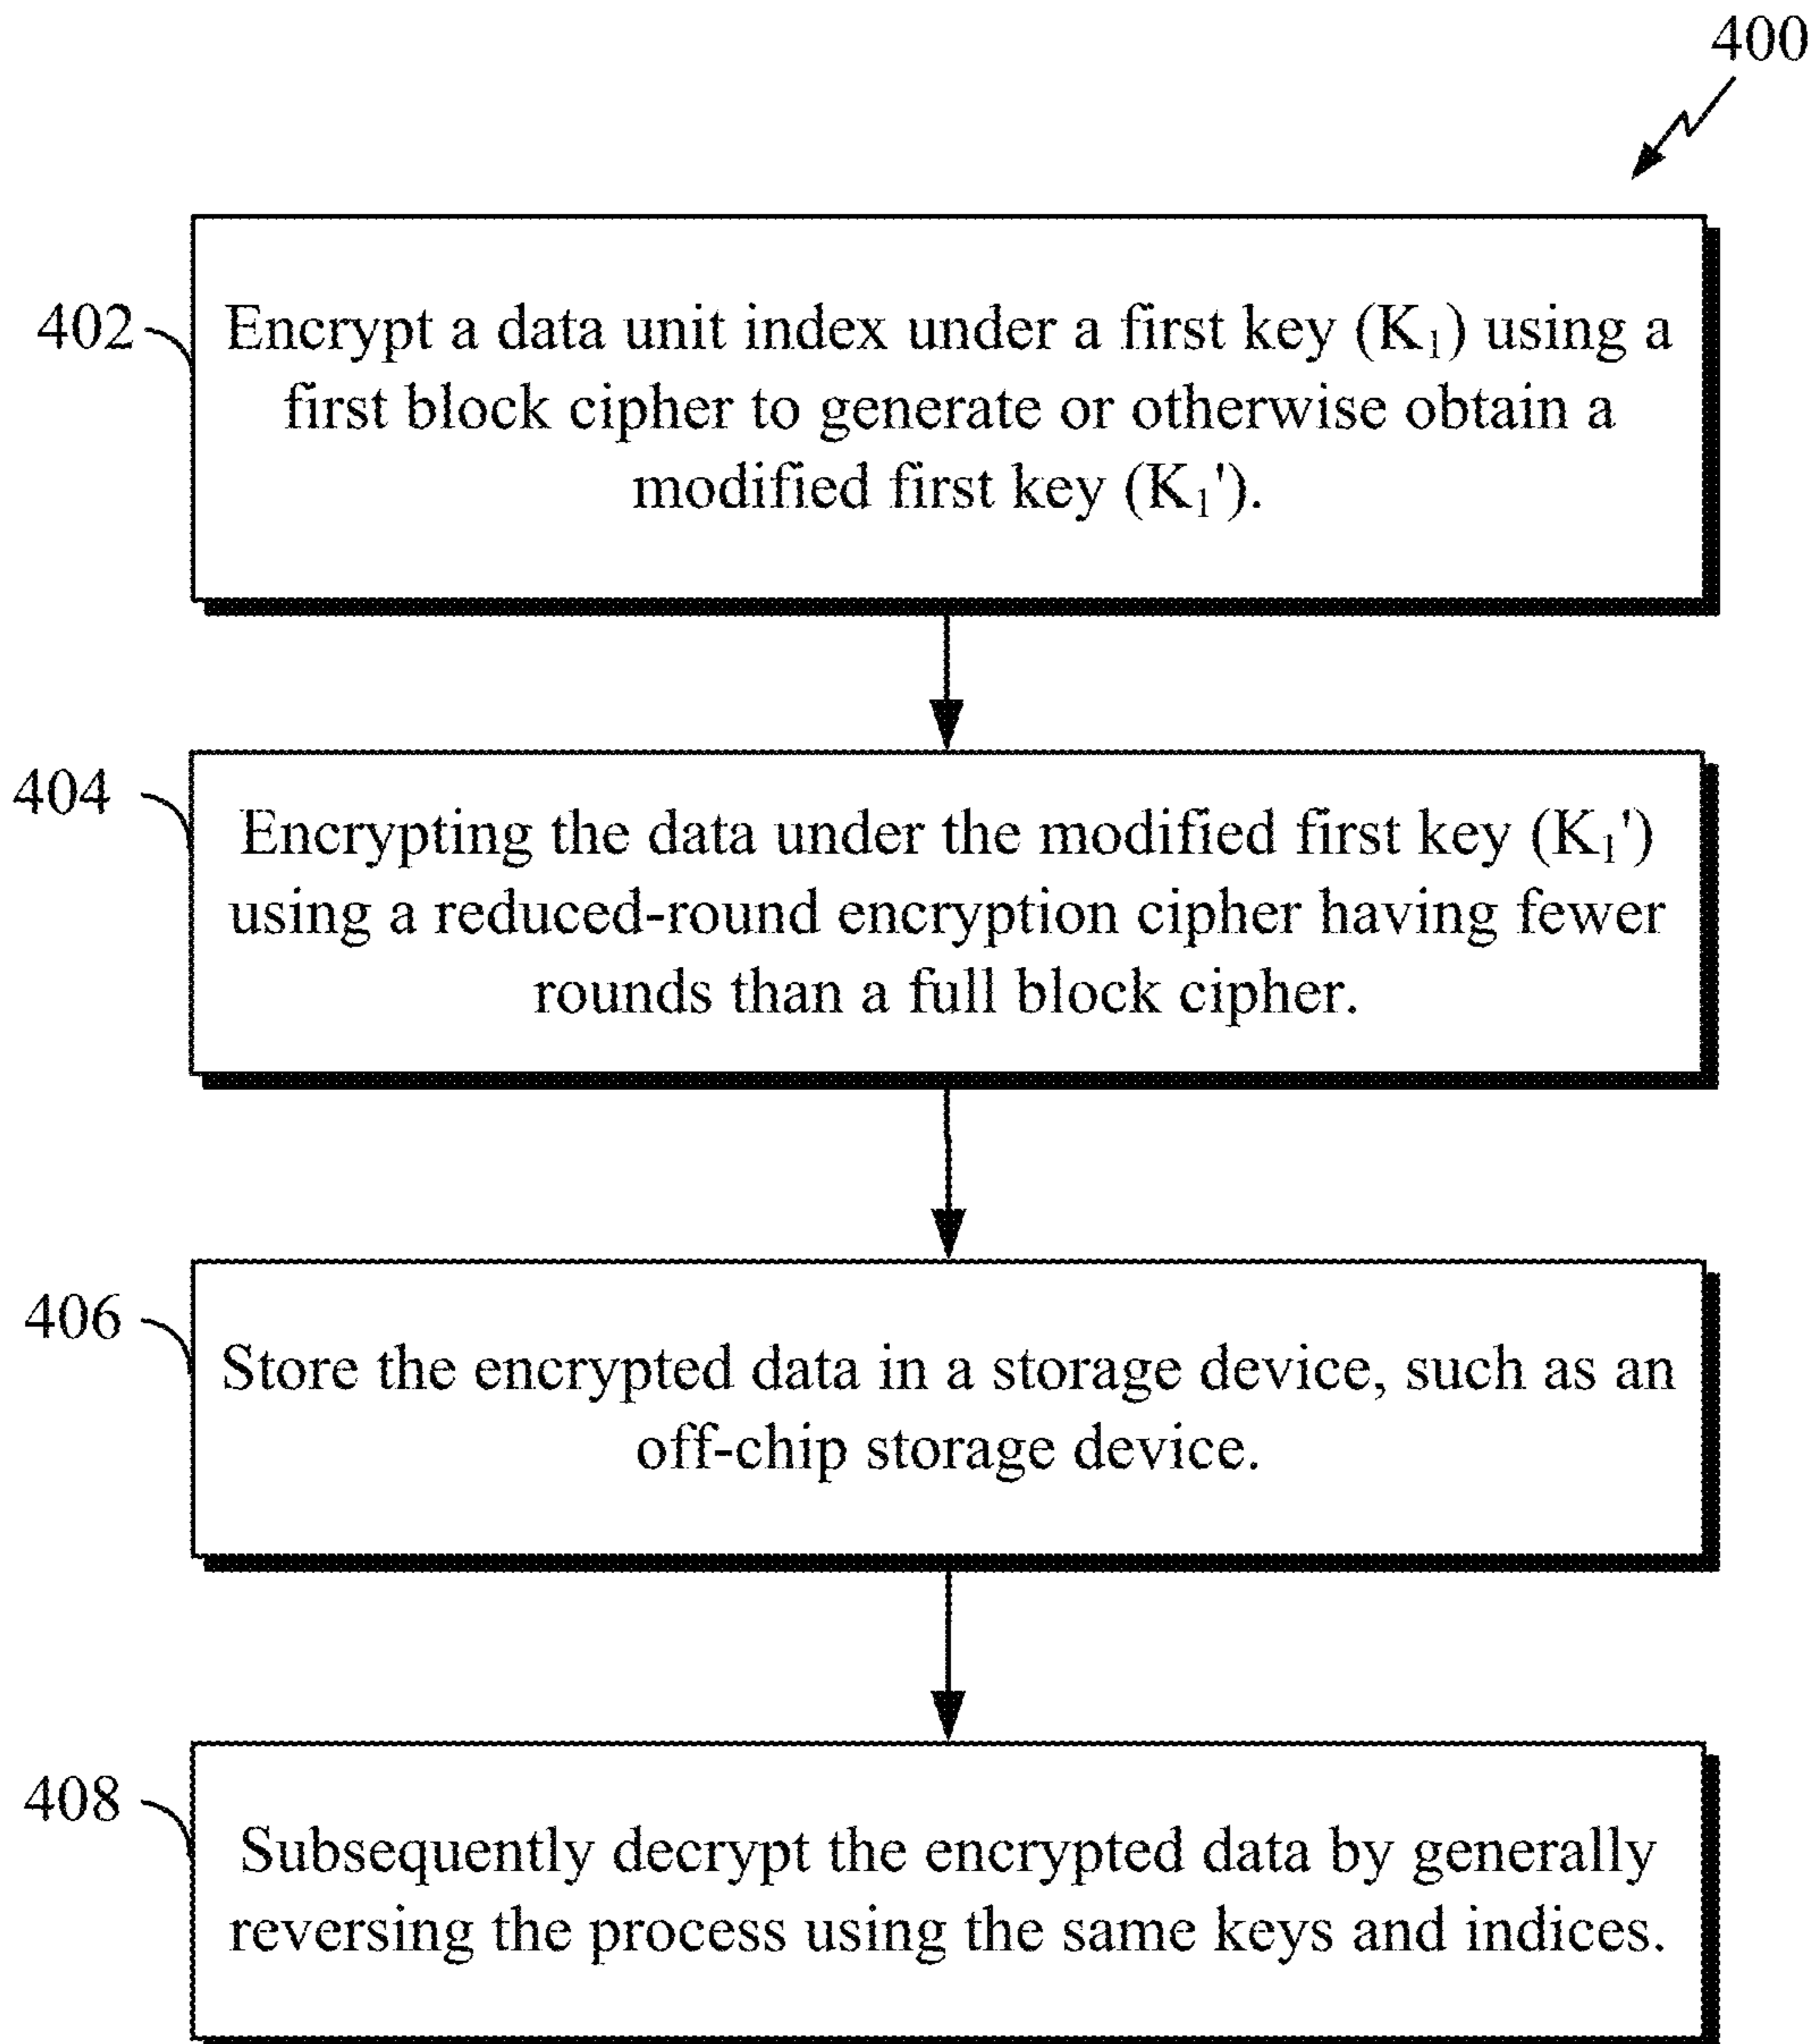 400
402
Encrypt a data unit index under a first key (K₁) using a
first block cipher to generate or otherwise obtain a
modified first key (K₁').
404
Encrypting the data under the modified first key (K₁')
using a reduced-round encryption cipher having fewer
rounds than a full block cipher.
406
Store the encrypted data in a storage device, such as an
off-chip storage device.
408
Subsequently decrypt the encrypted data by generally
reversing the process using the same keys and indices.